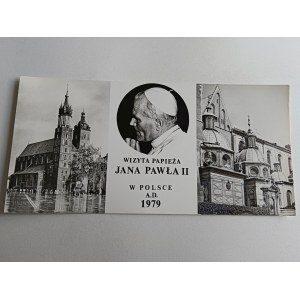 WIZYTA PAPIEŻA
JANA PAWŁA II
W POLSCE
A.D.
1979